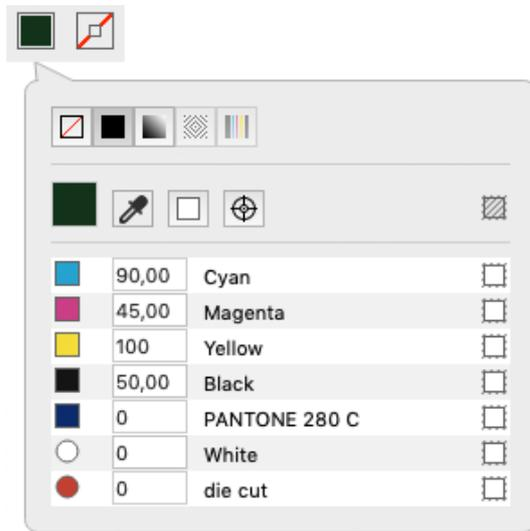 90,00 Cyan
45,00 Magenta
100 Yellow
50,00 Black
0 PANTONE 280 C
0 White
0 die cut